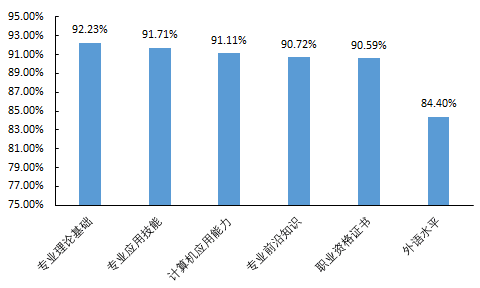 95.00%
93.00%
91.00%
89.00%
87.00%
85.00%
83.00%
81.00%
79.00%
77.00%
75.00%
92.23%
91.71%
91.11%
90.72%
90.59%
84.40%
专业理论基础
专业应用技能
计算机应用能力
专业前沿知识
职业资格证书
外语水平